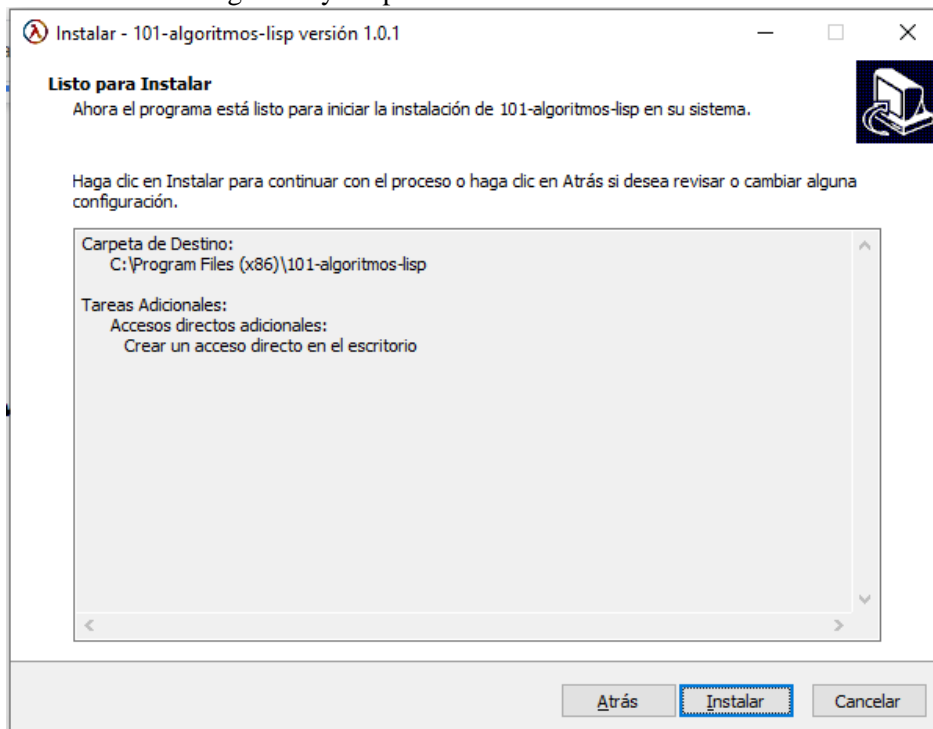 Instalar - 101-algoritmos-lisp versión 1.0.1
Listo para Instalar
Ahora el programa está listo para iniciar la instalación de 101-algoritmos-lisp en su sistema.
Haga clic en Instalar para continuar con el proceso o haga clic en Atrás si desea revisar o cambiar alguna
configuración.
Carpeta de Destino:
C:\Program Files (x86)\101-algoritmos-lisp
Tareas Adicionales:
Accesos directos adicionales:
Crear un acceso directo en el escritorio
Atrás Instalar Cancelar